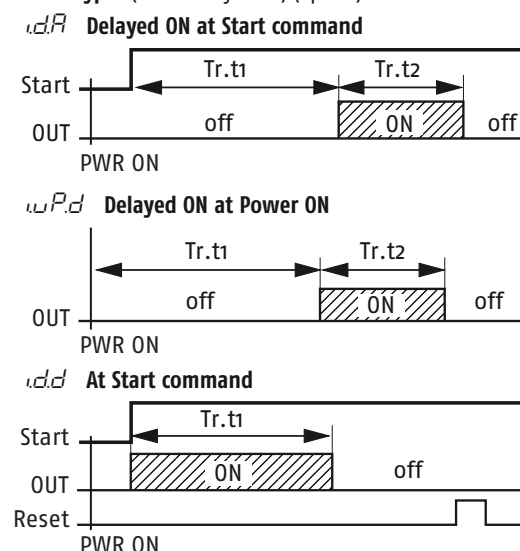 i.d.A Delayed ON at Start command
Start
Tr.t1 Tr.t2
OUT off ON off
PWR ON
i.uP.d Delayed ON at Power ON
Tr.t1 Tr.t2
OUT off ON off
PWR ON
i.d.d At Start command
Start
Tr.t1
OUT ON off
Reset
PWR ON